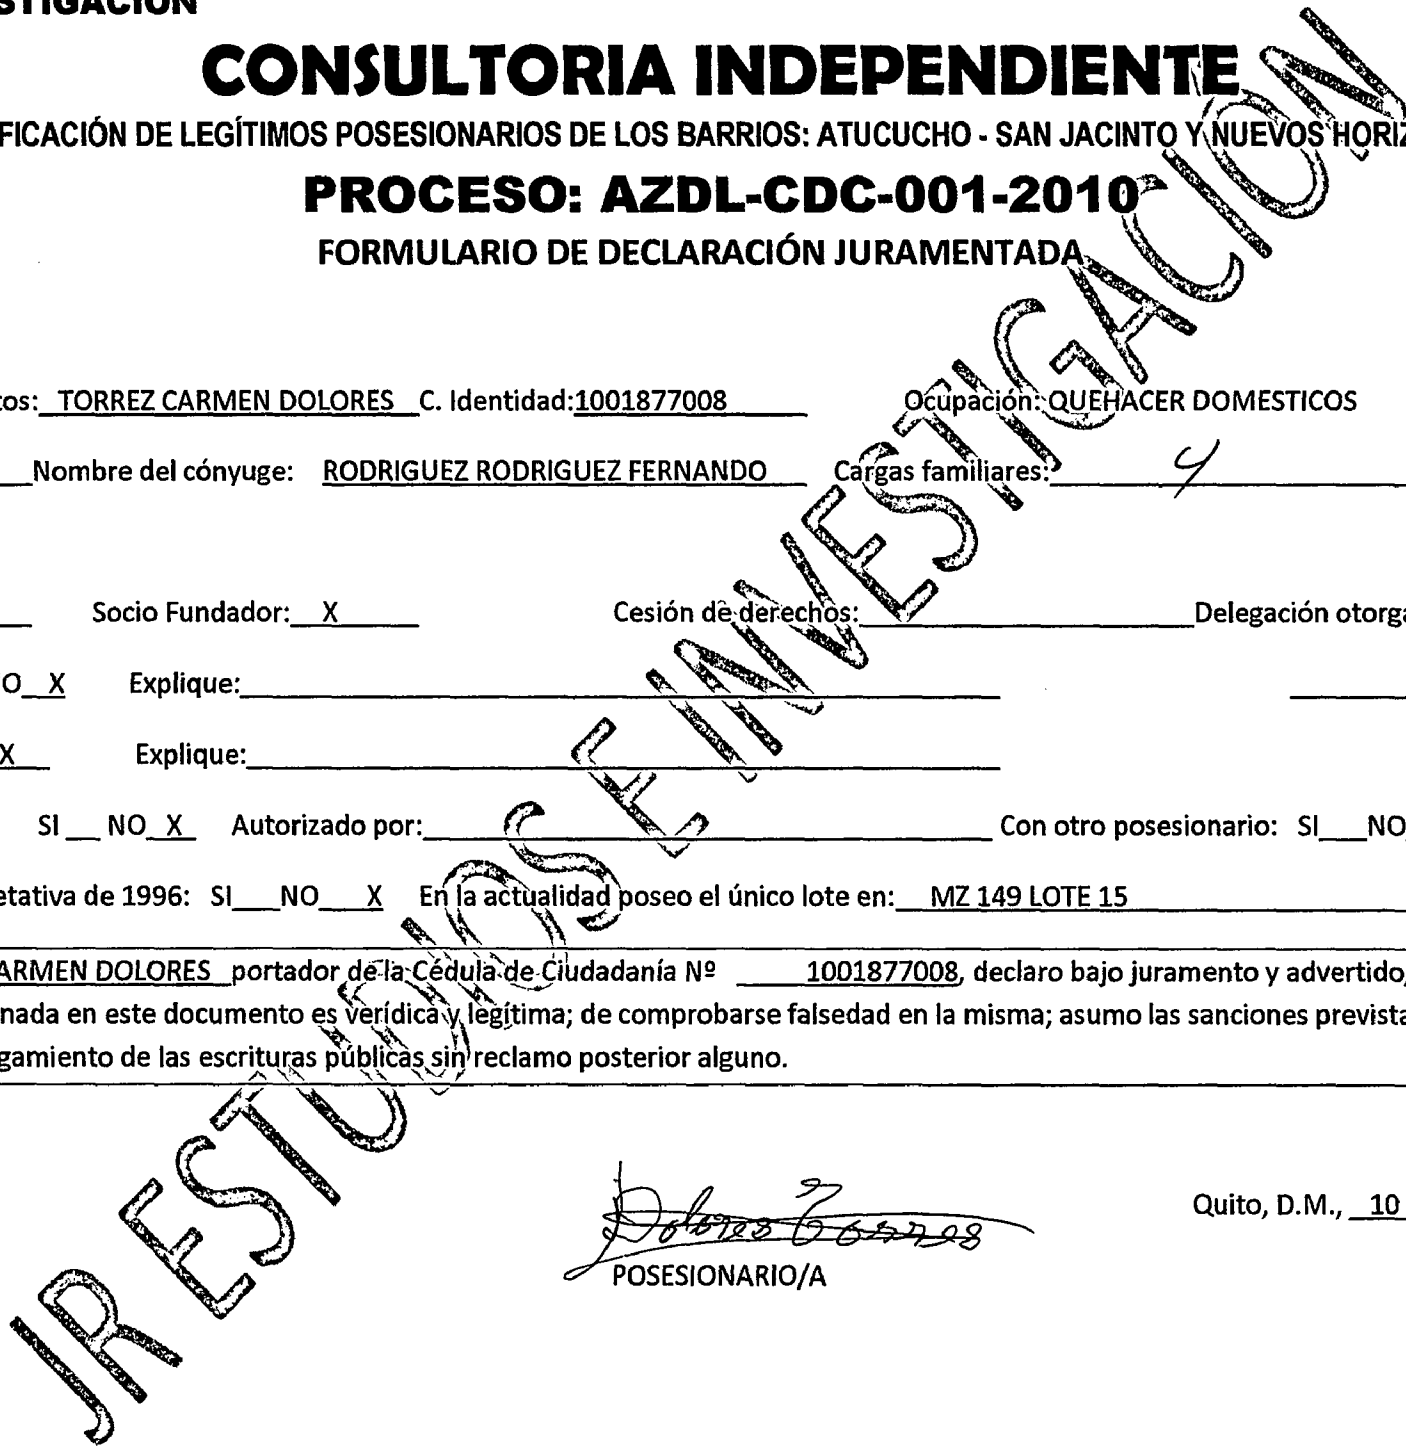 STIGACIÓN
CONSULTORIA INDEPENDIENTE
FICACIÓN DE LEGÍTIMOS POSESIONARIOS DE LOS BARRIOS: ATUCUCHO - SAN JACINTO Y NUEVOS HORIZ
PROCESO: AZDL-CDC-001-2010
FORMULARIO DE DECLARACIÓN JURAMENTADA
tos: TORREZ CARMEN DOLORES C. Identidad:1001877008 Ocupación: QUEHACER DOMESTICOS
Nombre del cónyuge: RODRIGUEZ RODRIGUEZ FERNANDO Cargas familiares: 4
Socio Fundador: X Cesión de derechos: Delegación otorga
O X Explique:
X Explique:
SI __ NO X Autorizado por: Con otro posesionario: SI___NO
etativa de 1996: SI___NO___X En la actualidad poseo el único lote en: MZ 149 LOTE 15
ARMEN DOLORES portador de la Cédula de Ciudadanía Nº 1001877008, declaro bajo juramento y advertido,
nada en este documento es verídica y legítima; de comprobarse falsedad en la misma; asumo las sanciones prevista
gamiento de las escrituras públicas sin reclamo posterior alguno.
Dolores Torres
Quito, D.M., 10
POSESIONARIO/A
JR ESTUDIOS E INVESTIGACION